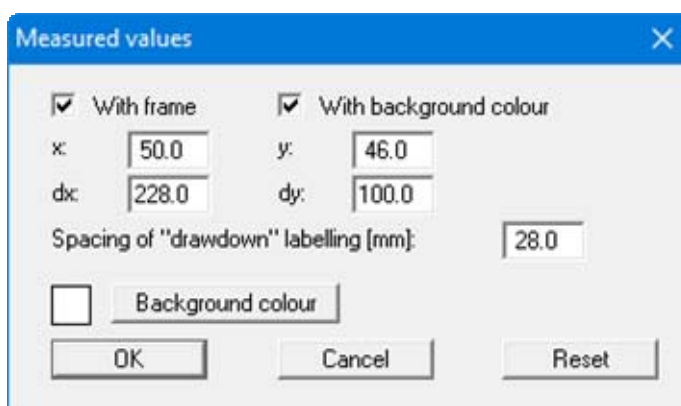 Measured values
With frame With background colour
x: 50.0 y: 46.0
dx: 228.0 dy: 100.0
Spacing of "drawdown" labelling [mm]: 28.0
Background colour
OK Cancel Reset